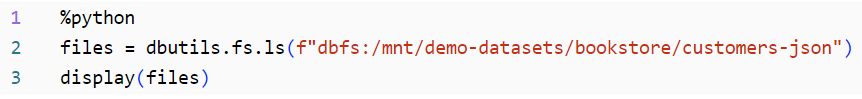 1 %python
2 files = dbutils.fs.ls(f"dbfs:/mnt/demo-datasets/bookstore/customers-json")
3 display(files)